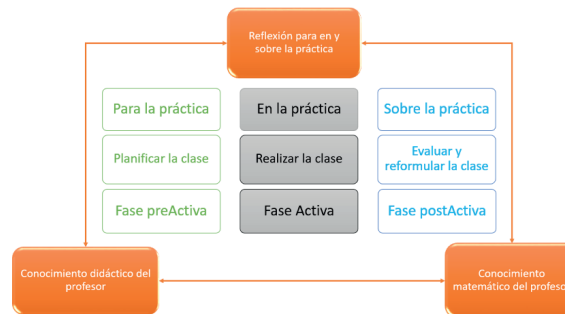 Reflexión para en y
sobre la práctica
Para la práctica
En la práctica
Sobre la práctica
Planificar la clase
Realizar la clase
Evaluar y
reformular la clase
Fase preActiva
Fase Activa
Fase postActiva
Conocimiento didáctico del
profesor
Conocimiento
matemático del profesor